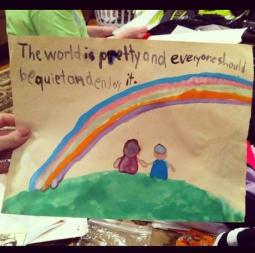 The world is pretty and everyone should
be quiet and enjoy it.